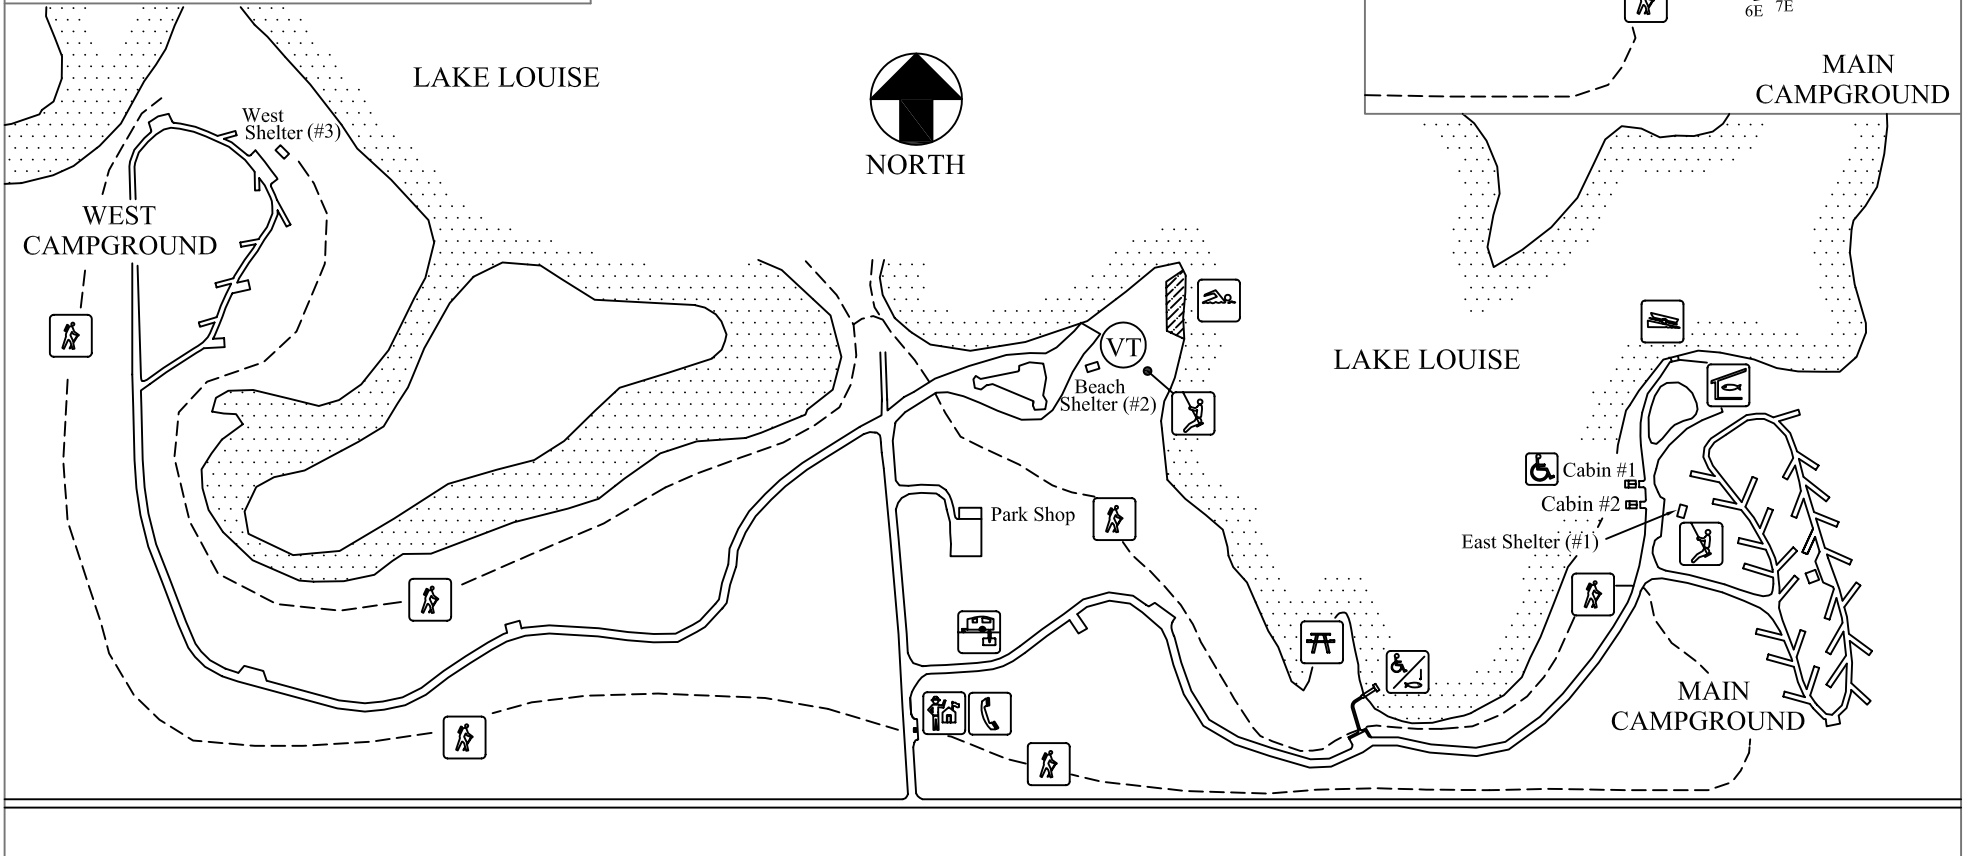 6E 7E
MAIN
CAMPGROUND
LAKE LOUISE
NORTH
West
Shelter (#3)
WEST
CAMPGROUND
VT
Beach
Shelter (#2)
LAKE LOUISE
Cabin #1
Cabin #2
East Shelter (#1)
Park Shop
MAIN
CAMPGROUND